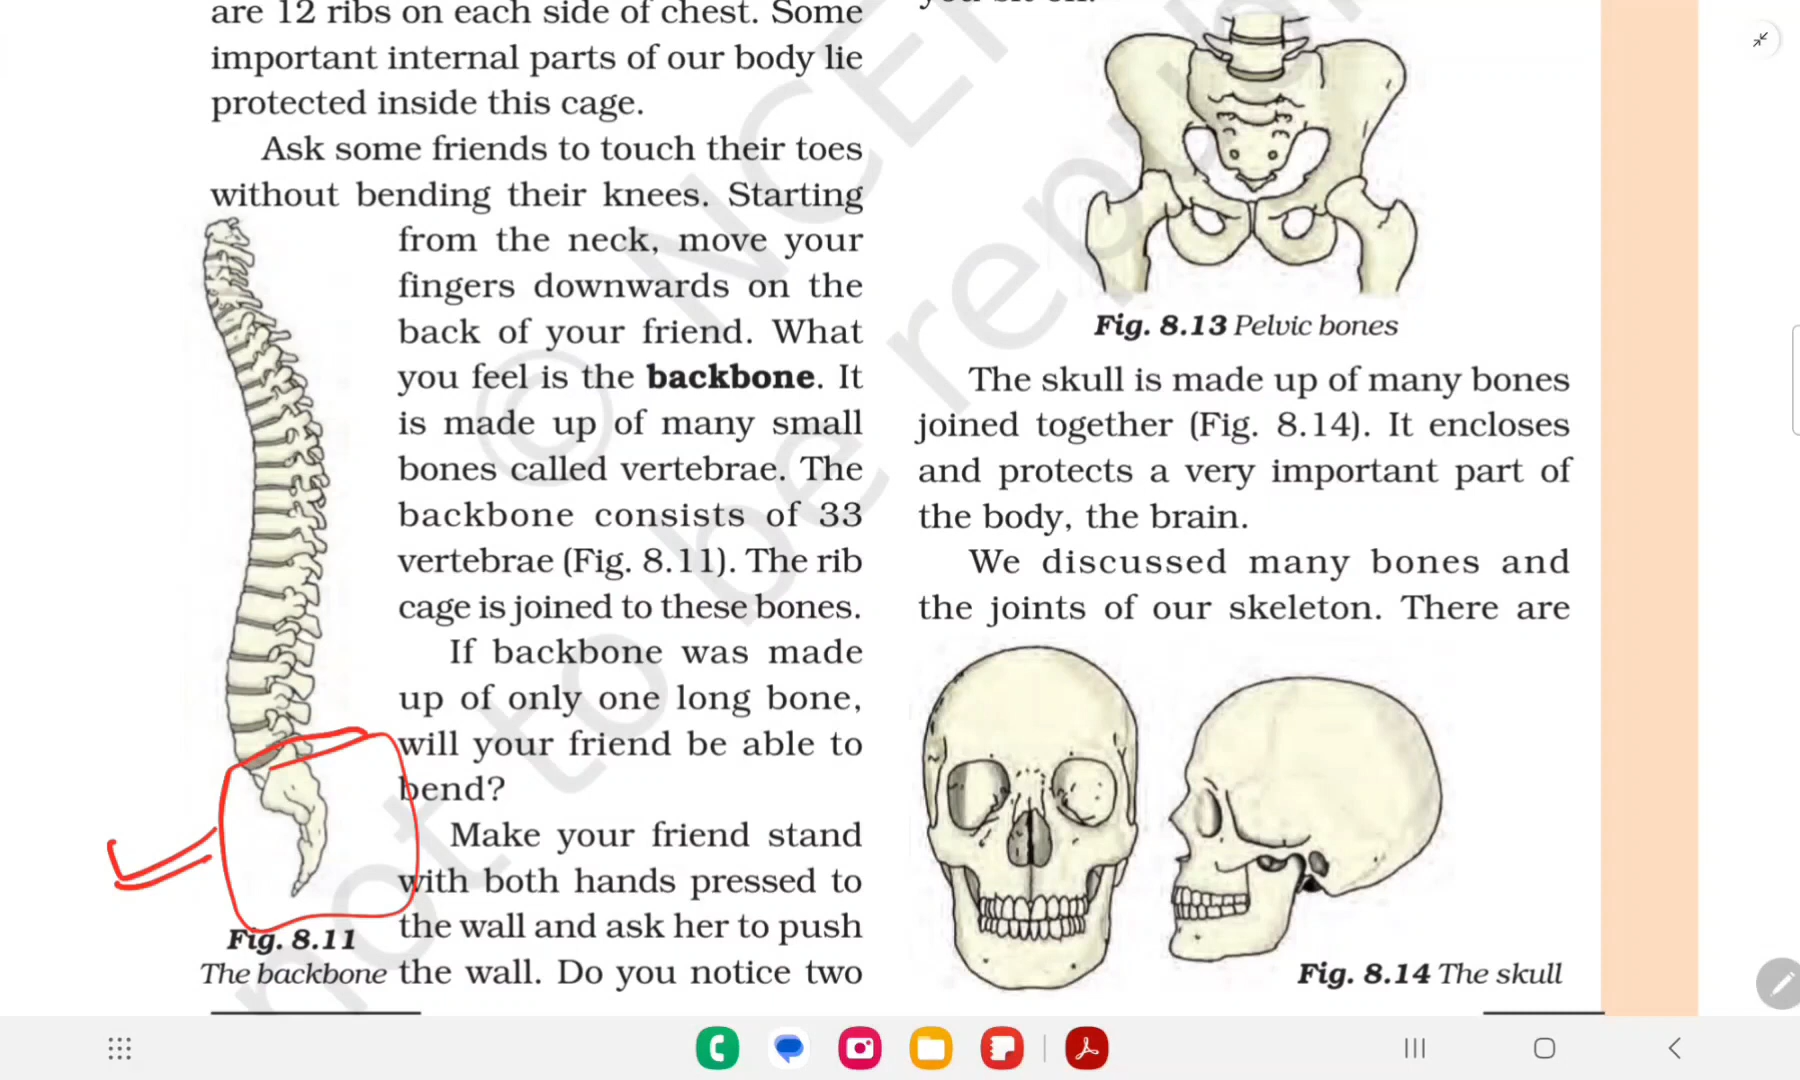 are 12 ribs on each side of chest. Some
important internal parts of our body lie
protected inside this cage.
Ask some friends to touch their toes
without bending their knees. Starting
from the neck, move your
fingers downwards on the
back of your friend. What
you feel is the backbone. It
is made up of many small
bones called vertebrae. The
backbone consists of 33
vertebrae (Fig. 8.11). The rib
cage is joined to these bones.
If backbone was made
up of only one long bone,
will your friend be able to
bend?
Make your friend stand
with both hands pressed to
the wall and ask her to push
the wall. Do you notice two
Fig. 8.11
The backbone
Fig. 8.13 Pelvic bones
The skull is made up of many bones
joined together (Fig. 8.14). It encloses
and protects a very important part of
the body, the brain.
We discussed many bones and
the joints of our skeleton. There are
Fig. 8.14 The skull
not to be